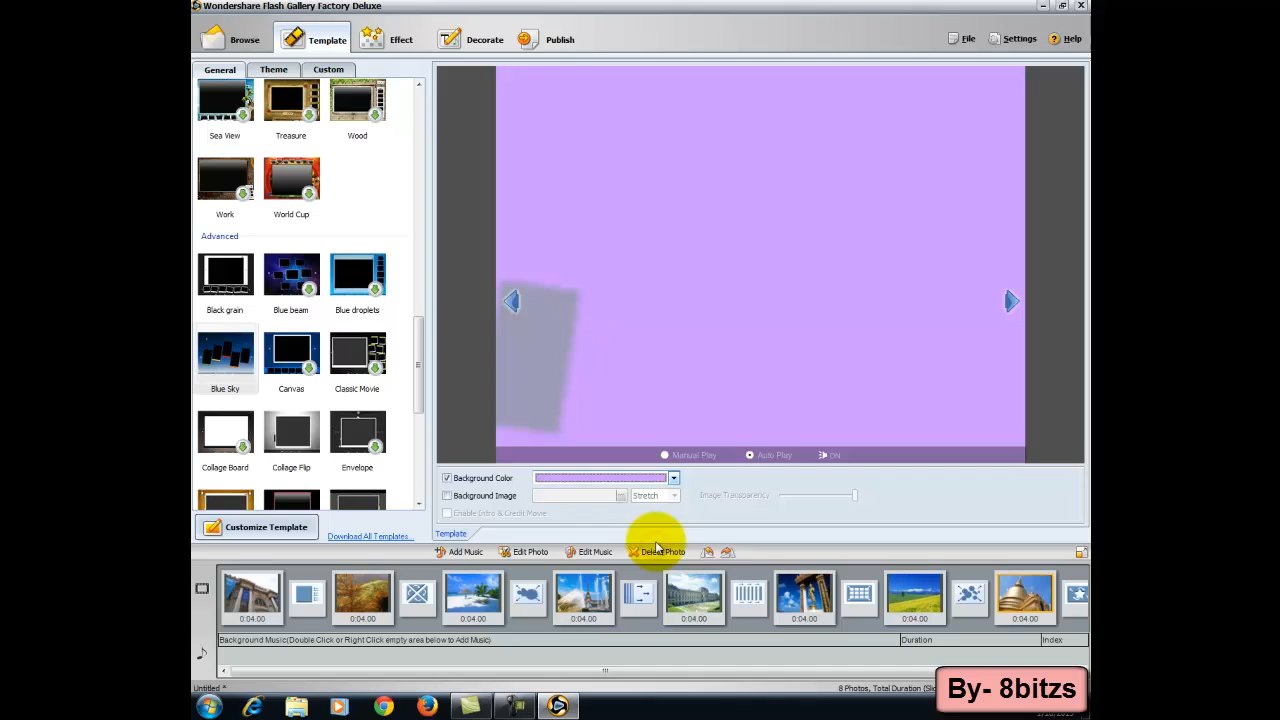 Wondershare Flash Gallery Factory Deluxe
Browse Template Effect Decorate Publish File Settings Help
General Theme Custom
Sea View Treasure Wood
Work World Cup
Advanced
Black grain Blue beam Blue droplets
Blue Sky Canvas Classic Movie
Collage Board Collage Flip Envelope
Customize Template Download All Templates...
Manual Play Auto Play ON
Background Color
Background Image Stretch Image Transparency
Enable Intro & Credit Movie
Template
Add Music Edit Photo Edit Music Delete Photo
0:04.00 0:04.00 0:04.00 0:04.00 0:04.00 0:04.00 0:04.00 0:04.00
Background Music(Double Click or Right Click empty area below to Add Music) Duration Index
Untitled * 8 Photos, Total Duration
By- 8bitzs